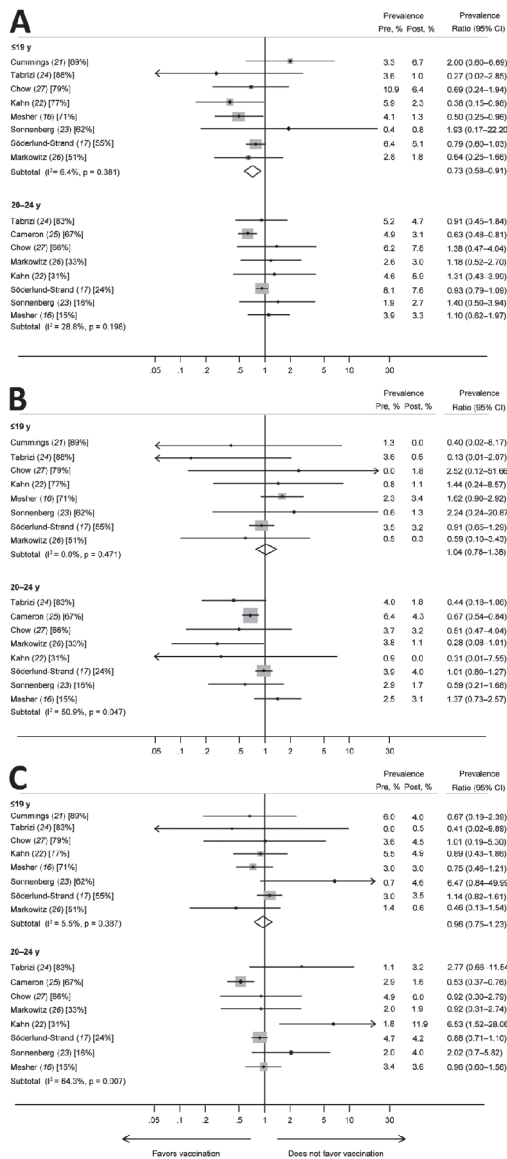 A
Prevalence Prevalence
≤19 y Pre, % Post, % Ratio (95% CI)
Cummings (21) [89%] 3.3 6.7 2.00 (0.60–6.69)
Tabrizi (24) [88%] 3.6 1.0 0.27 (0.02–2.85)
Chow (27) [79%] 10.9 6.4 0.69 (0.24–1.94)
Kahn (22) [77%] 5.9 2.3 0.38 (0.15–0.96)
Mesher (16) [71%] 4.1 1.3 0.50 (0.25–0.96)
Sonnenberg (23) [62%] 0.4 0.8 1.93 (0.17–22.20)
Söderlund-Strand (17) [55%] 6.4 5.1 0.79 (0.60–1.03)
Markowitz (26) [51%] 2.8 1.8 0.64 (0.25–1.66)
Subtotal (I² = 6.4%, p = 0.381) 0.73 (0.58–0.91)
20–24 y
Tabrizi (24) [83%] 5.2 4.7 0.91 (0.45–1.84)
Cameron (25) [67%] 4.9 3.1 0.63 (0.48–0.81)
Chow (27) [66%] 6.2 7.8 1.38 (0.47–4.04)
Markowitz (26) [33%] 2.6 3.0 1.18 (0.52–2.70)
Kahn (22) [31%] 4.6 5.9 1.31 (0.43–3.90)
Söderlund-Strand (17) [24%] 8.1 7.6 0.93 (0.79–1.09)
Sonnenberg (23) [16%] 1.9 2.7 1.40 (0.50–3.94)
Mesher (16) [15%] 3.9 3.3 1.10 (0.62–1.97)
Subtotal (I² = 28.8%, p = 0.198)
.05 .1 .2 .5 1 2 5 10 30
B
Prevalence Prevalence
Pre, % Post, % Ratio (95% CI)
≤19 y
Cummings (21) [89%] 1.3 0.0 0.40 (0.02–8.17)
Tabrizi (24) [88%] 3.6 0.5 0.13 (0.01–2.07)
Chow (27) [79%] 0.0 1.8 2.52 (0.12–51.66)
Kahn (22) [77%] 0.8 1.1 1.44 (0.24–8.57)
Mesher (16) [71%] 2.3 3.4 1.62 (0.90–2.92)
Sonnenberg (23) [62%] 0.6 1.3 2.24 (0.24–20.87)
Söderlund-Strand (17) [55%] 3.5 3.2 0.91 (0.65–1.29)
Markowitz (26) [51%] 0.5 0.3 0.59 (0.10–3.43)
Subtotal (I² = 0.0%, p = 0.471) 1.04 (0.78–1.38)
20–24 y
Tabrizi (24) [83%] 4.0 1.8 0.44 (0.18–1.06)
Cameron (25) [67%] 6.4 4.3 0.67 (0.54–0.84)
Chow (27) [66%] 3.7 3.2 0.51 (0.47–4.04)
Markowitz (26) [33%] 3.8 1.1 0.28 (0.08–1.01)
Kahn (22) [31%] 0.9 0.0 0.31 (0.01–7.55)
Söderlund-Strand (17) [24%] 3.9 4.0 1.01 (0.80–1.27)
Sonnenberg (23) [16%] 2.9 1.7 0.59 (0.21–1.68)
Mesher (16) [15%] 2.5 3.1 1.37 (0.73–2.57)
Subtotal (I² = 50.9%, p = 0.047)
.05 .1 .2 .5 1 2 5 10 30
C
Prevalence Prevalence
Pre, % Post, % Ratio (95% CI)
≤19 y
Cummings (21) [89%] 6.0 4.0 0.67 (0.19–2.39)
Tabrizi (24) [83%] 0.0 0.5 0.41 (0.02–9.89)
Chow (27) [79%] 3.6 4.5 1.01 (0.19–5.30)
Kahn (22) [77%] 5.5 4.9 0.89 (0.43–1.86)
Mesher (16) [71%] 3.0 3.0 0.75 (0.46–1.21)
Sonnenberg (23) [62%] 0.7 4.6 6.47 (0.84–49.99)
Söderlund-Strand (17) [55%] 3.0 3.5 1.14 (0.82–1.61)
Markowitz (26) [51%] 1.4 0.6 0.46 (0.13–1.54)
Subtotal (I² = 5.5%, p = 0.387) 0.96 (0.75–1.23)
20–24 y
Tabrizi (24) [83%] 1.1 3.2 2.77 (0.66–11.54)
Cameron (25) [67%] 2.9 1.6 0.53 (0.37–0.76)
Chow (27) [66%] 4.9 6.0 0.92 (0.30–2.79)
Markowitz (26) [33%] 2.0 1.9 0.92 (0.31–2.74)
Kahn (22) [31%] 1.8 11.9 6.53 (1.52–28.06)
Söderlund-Strand (17) [24%] 4.7 4.2 0.88 (0.71–1.10)
Sonnenberg (23) [16%] 2.0 4.0 2.02 (0.7–5.82)
Mesher (16) [15%] 3.4 3.6 0.96 (0.60–1.56)
Subtotal (I² = 64.3%, p = 0.007)
.05 .1 .2 .5 1 2 5 10 30
Favors vaccination Does not favor vaccination